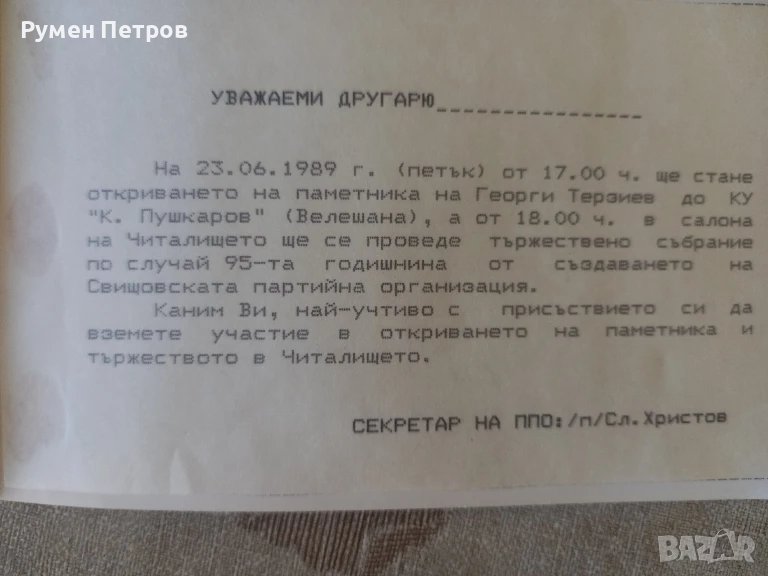 Румен Петров
УВАЖАЕМИ ДРУГАРЮ________________
На 23.06.1989 г. (петък) от 17.00 ч. ще стане
откриването на паметника на Георги Терзиев до КУ
"К. Пушкаров" (Велешана), а от 18.00 ч. в салона
на Читалището ще се проведе тържествено събрание
по случай 95-та годишнина от създаването на
Свищовската партийна организация.
Каним Ви, най-учтиво с присъствието си да
вземете участие в откриването на паметника и
тържеството в Читалището.
СЕКРЕТАР НА ППО:/п/Сл.Христов
BAZAR